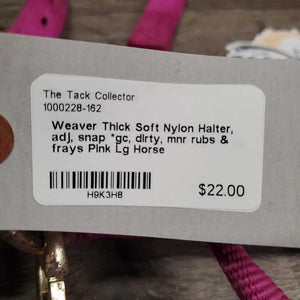 The Tack Collector
1000228-162
Weaver Thick Soft Nylon Halter,
adj, snap *gc, dirty, mnr rubs &
frays Pink Lg Horse
H9K3H8
$22.00